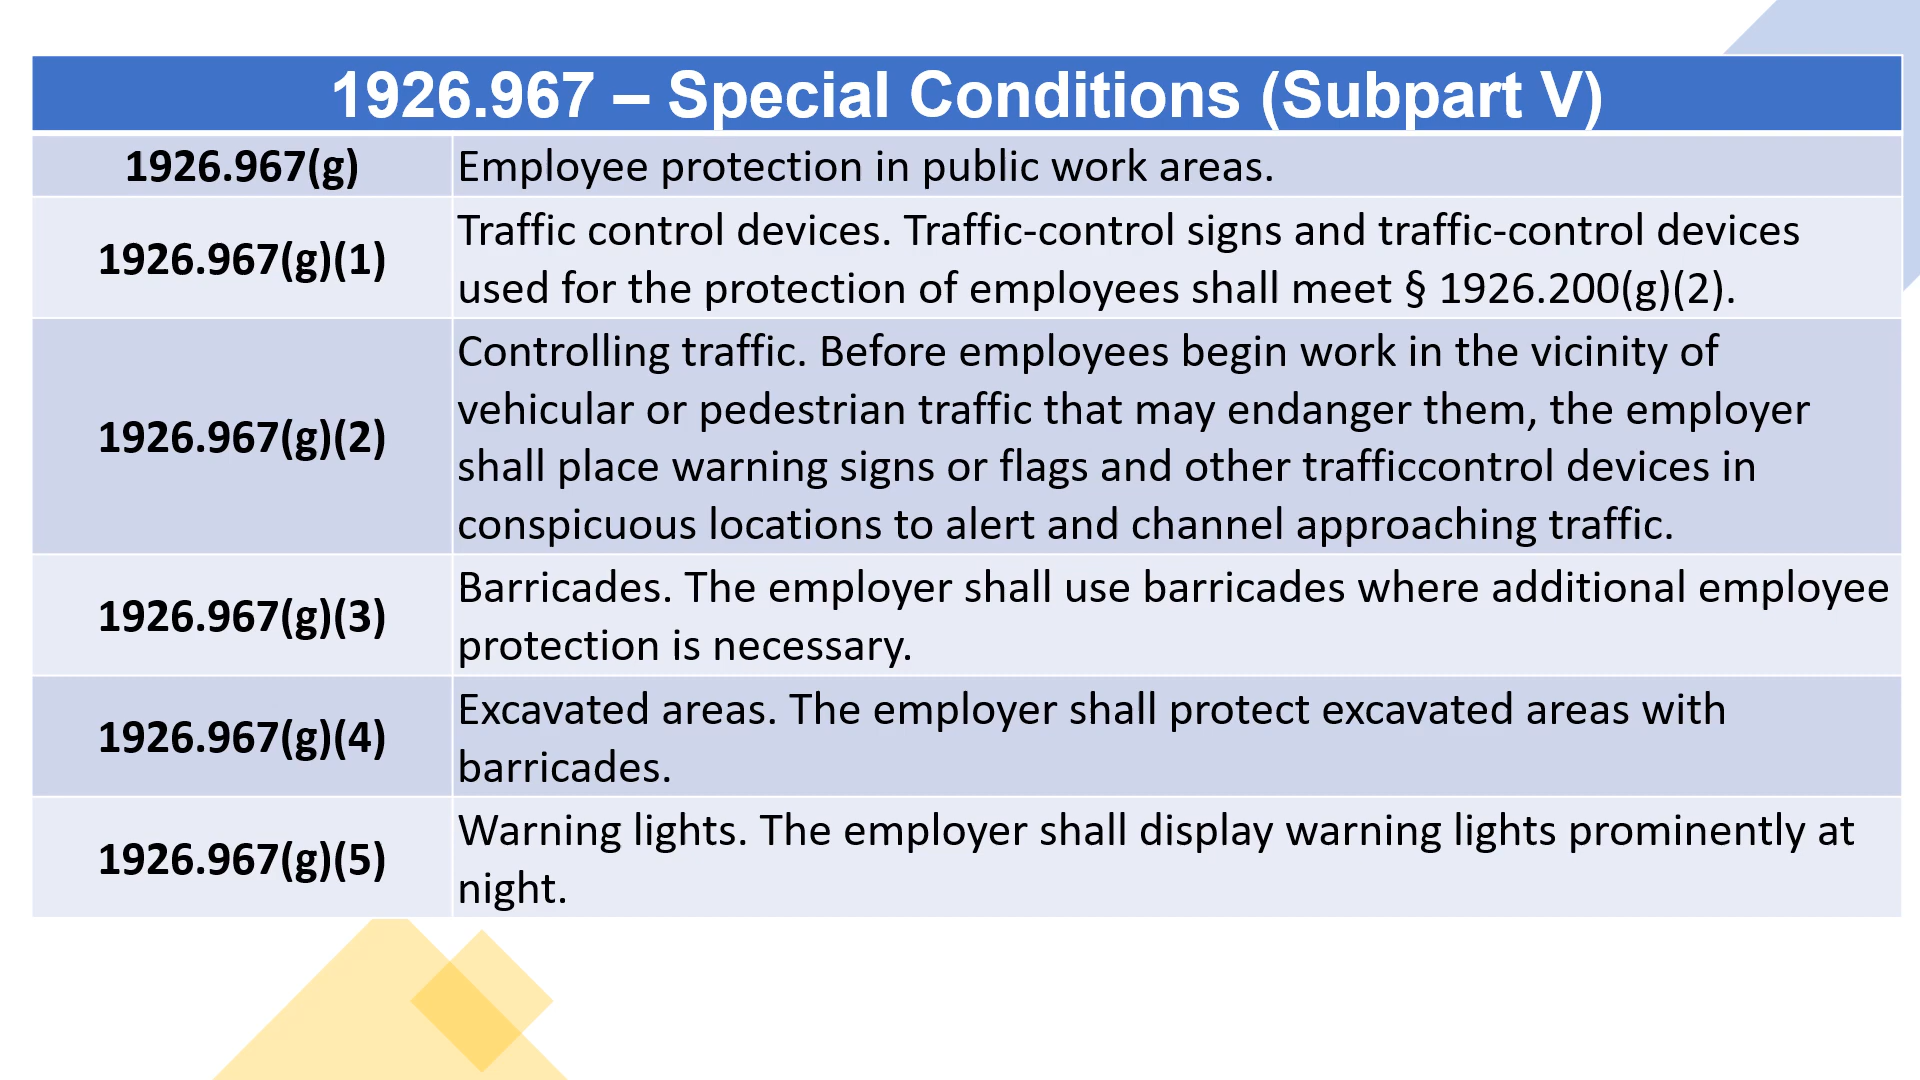 1926.967 – Special Conditions (Subpart V)
1926.967(g)
Employee protection in public work areas.
1926.967(g)(1)
Traffic control devices. Traffic-control signs and traffic-control devices
used for the protection of employees shall meet § 1926.200(g)(2).
1926.967(g)(2)
Controlling traffic. Before employees begin work in the vicinity of
vehicular or pedestrian traffic that may endanger them, the employer
shall place warning signs or flags and other trafficcontrol devices in
conspicuous locations to alert and channel approaching traffic.
1926.967(g)(3)
Barricades. The employer shall use barricades where additional employee
protection is necessary.
1926.967(g)(4)
Excavated areas. The employer shall protect excavated areas with
barricades.
1926.967(g)(5)
Warning lights. The employer shall display warning lights prominently at
night.